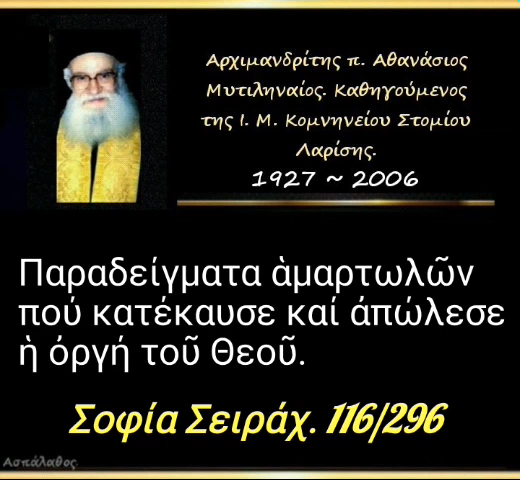 Αρχιμανδρίτης π. Αθανάσιος
Μυτιληναίος. Καθηγούμενος
της Ι. Μ. Κομνηνείου Στομίου
Λαρίσης.
1927 ~ 2006
Παραδείγματα ἁμαρτωλῶν
πού κατέκαυσε καί ἀπώλεσε
ἡ ὀργή τοῦ Θεοῦ.
Σοφία Σειράχ. 116/296
Ασπάλαθος.